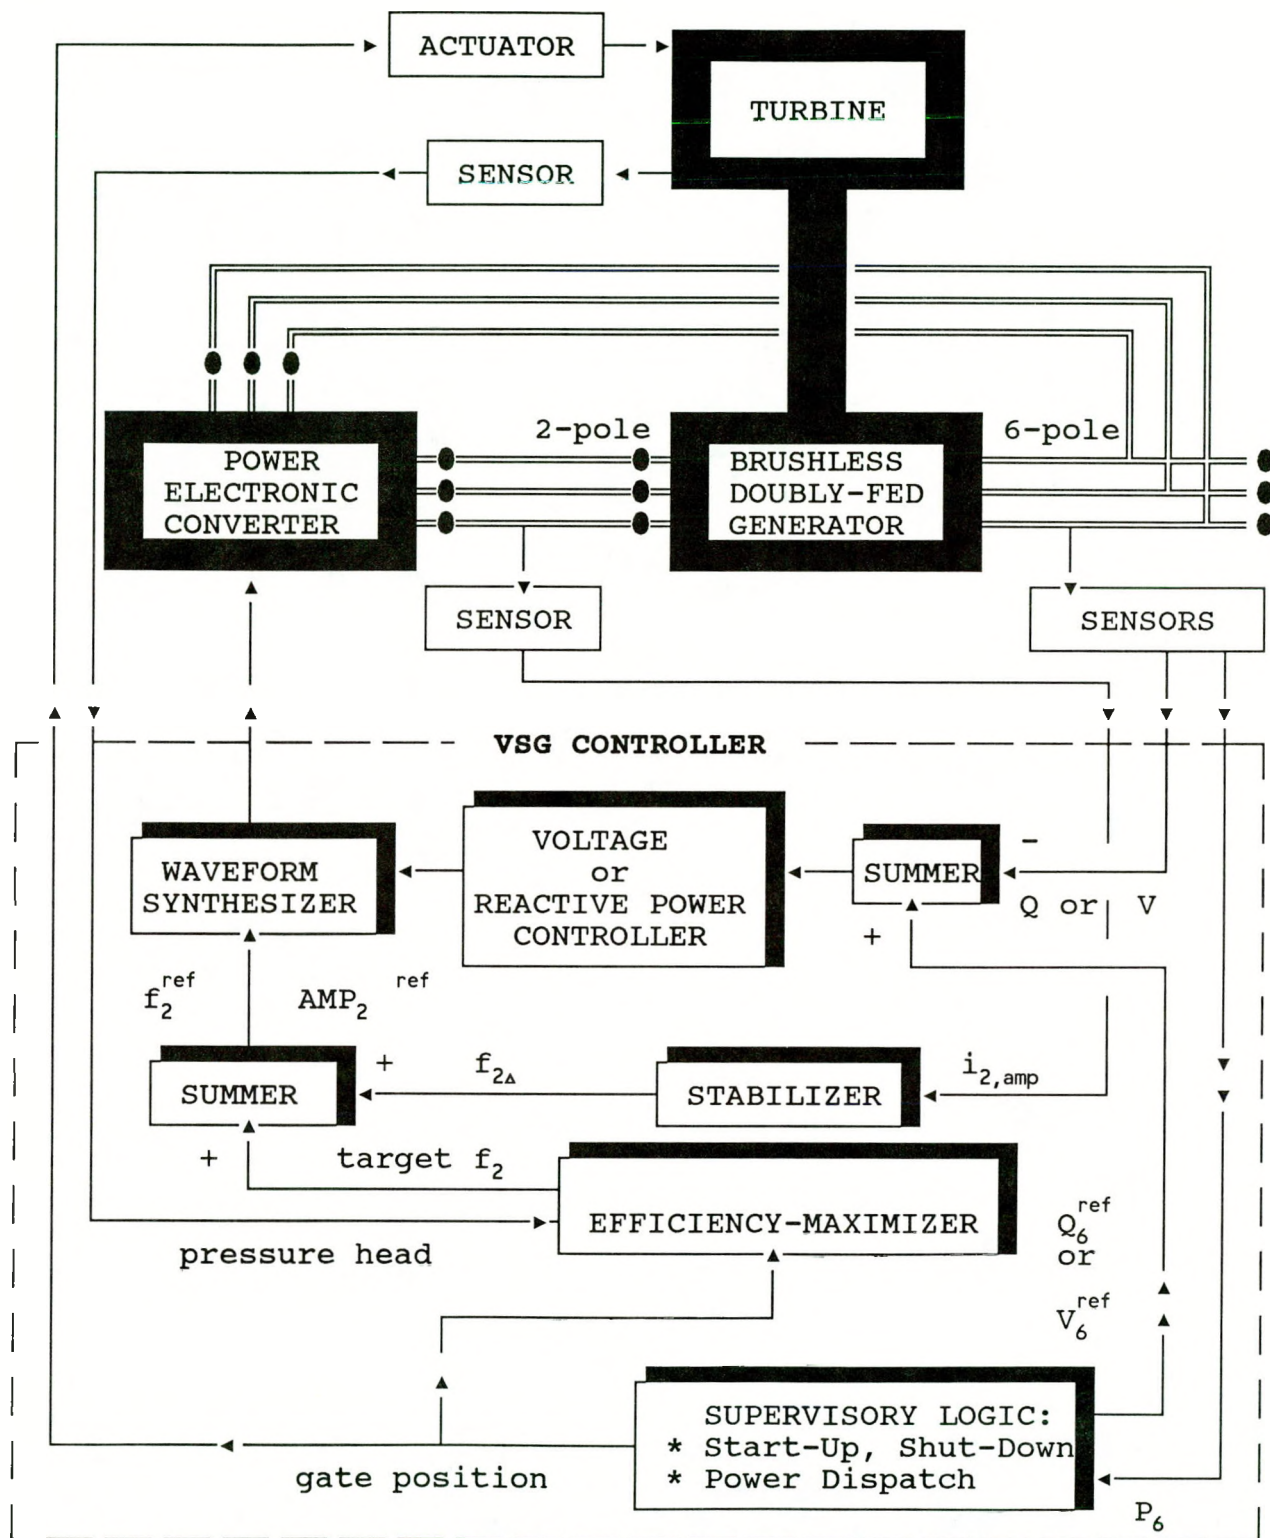 ACTUATOR
TURBINE
SENSOR
2-pole
6-pole
POWER
ELECTRONIC
CONVERTER
BRUSHLESS
DOUBLY-FED
GENERATOR
SENSOR
SENSORS
VSG CONTROLLER
WAVEFORM
SYNTHESIZER
VOLTAGE
or
REACTIVE POWER
CONTROLLER
SUMMER
-
Q or V
+
f₂ʳᵉᶠ
AMP₂ ʳᵉᶠ
SUMMER
+
f₂Δ
STABILIZER
i₂,amp
+
target f₂
EFFICIENCY-MAXIMIZER
pressure head
Q₆ʳᵉᶠ
or
V₆ʳᵉᶠ
SUPERVISORY LOGIC:
* Start-Up, Shut-Down
* Power Dispatch
gate position
P₆